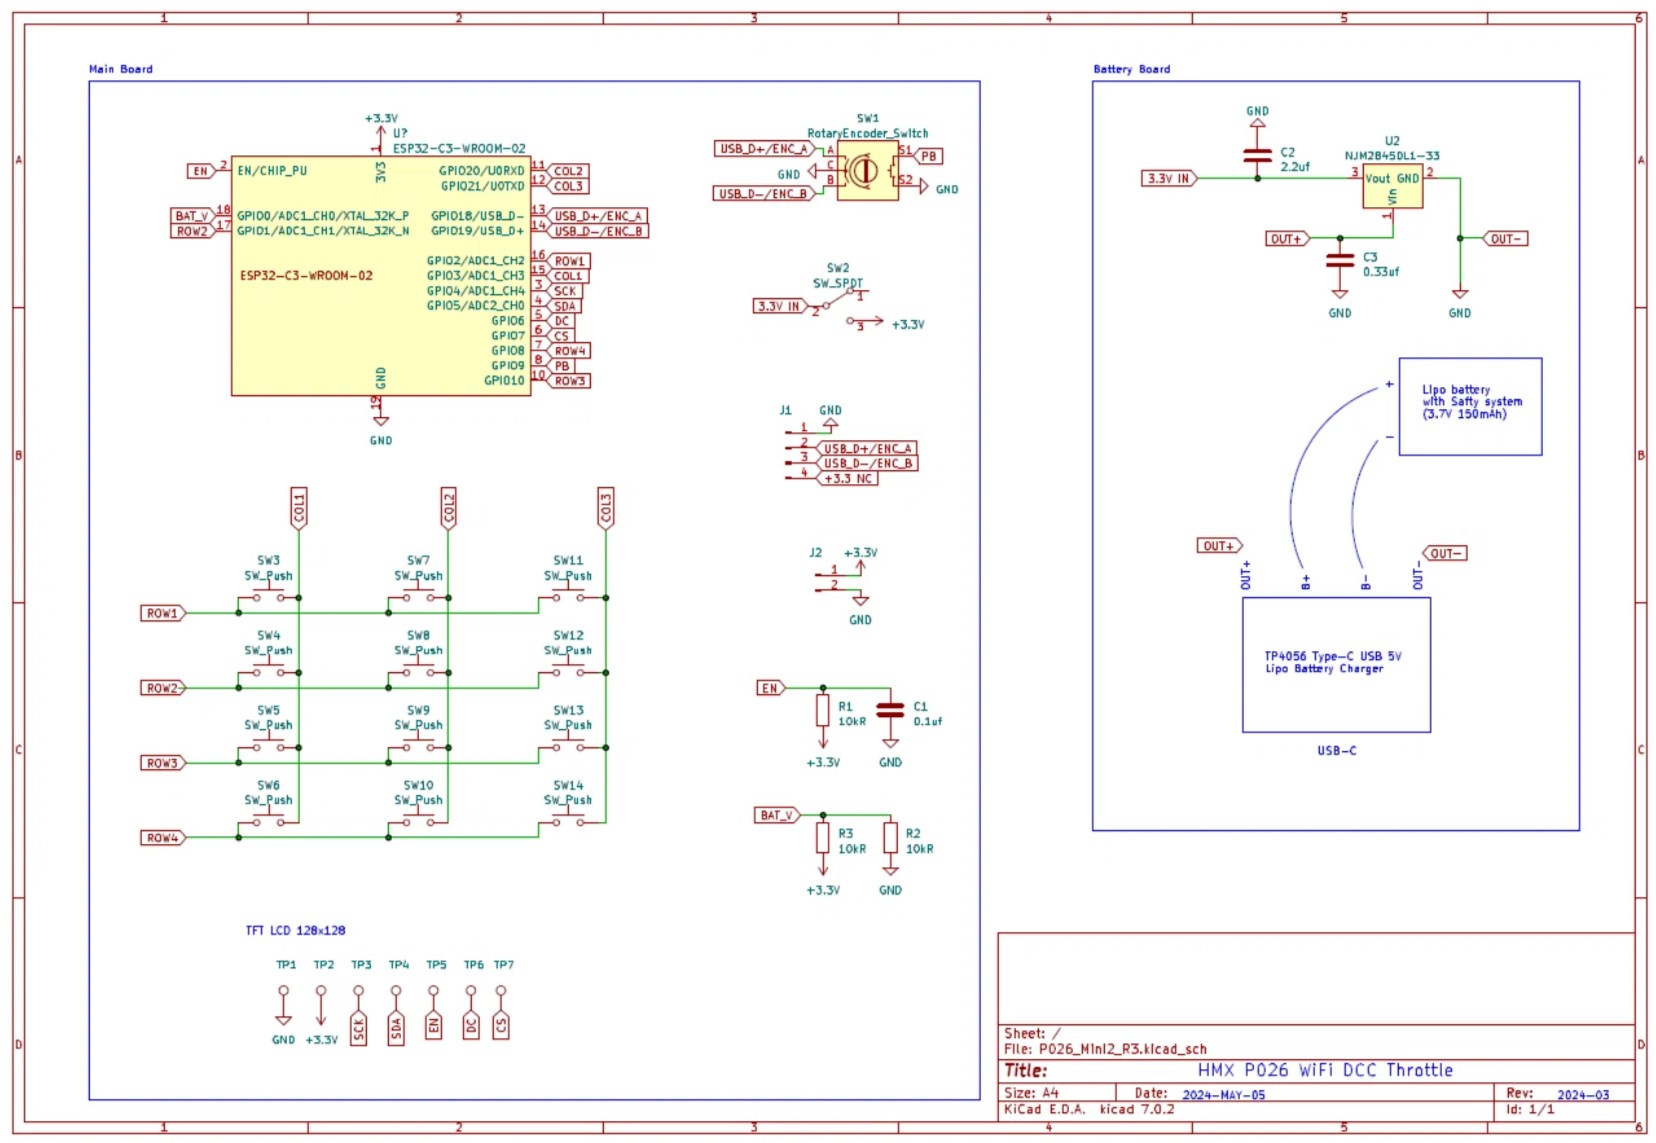 1 2 3 4 5 6
Main Board
Battery Board
A
+3.3V
U?
ESP32-C3-WROOM-02
1
3V3
EN 2 EN/CHIP_PU
GPIO20/U0RXD 11 COL2
GPIO21/U0TXD 12 COL3
BAT_V 18 GPIO0/ADC1_CH0/XTAL_32K_P
ROW2 17 GPIO1/ADC1_CH1/XTAL_32K_N
GPIO18/USB_D- 13 USB_D+/ENC_A
GPIO19/USB_D+ 14 USB_D-/ENC_B
GPIO2/ADC1_CH2 16 ROW1
GPIO3/ADC1_CH3 15 COL1
GPIO4/ADC1_CH4 3 SCK
GPIO5/ADC2_CH0 4 SDA
GPIO6 5 DC
GPIO7 6 CS
GPIO8 7 ROW4
GPIO9 8 PB
GPIO10 10 ROW3
ESP32-C3-WROOM-02
GND
19
GND
SW1
RotaryEncoder_Switch
USB_D+/ENC_A A S1 PB
GND C
USB_D-/ENC_B B S2 GND
SW2
SW_SPDT
3.3V IN 2 1
3 +3.3V
J1 GND
1
2 USB_D+/ENC_A
3 USB_D-/ENC_B
4 +3.3 NC
J2 +3.3V
1
2
GND
EN
R1
10kR
C1
0.1uf
+3.3V GND
BAT_V
R3
10kR
R2
10kR
+3.3V GND
COL1 COL2 COL3
SW3
SW_Push
SW7
SW_Push
SW11
SW_Push
ROW1
SW4
SW_Push
SW8
SW_Push
SW12
SW_Push
ROW2
SW5
SW_Push
SW9
SW_Push
SW13
SW_Push
ROW3
SW6
SW_Push
SW10
SW_Push
SW14
SW_Push
ROW4
TFT LCD 128x128
TP1 TP2 TP3 TP4 TP5 TP6 TP7
GND +3.3V SCK SDA EN DC CS
GND
C2
2.2uf
U2
NJM2845DL1-33
3.3V IN 3 Vout GND 2
Vin
1
OUT+ OUT-
C3
0.33uf
GND GND
+
-
Lipo battery
with Safty system
(3.7V 150mAh)
OUT+ OUT-
OUT+ B+ B- OUT-
TP4056 Type-C USB 5V
Lipo Battery Charger
USB-C
A
B
B
C
C
D
D
Sheet: /
File: P026_Mini2_R3.kicad_sch
Title: HMX P026 WiFi DCC Throttle
Size: A4 Date: 2024-MAY-05 Rev: 2024-03
KiCad E.D.A. kicad 7.0.2 Id: 1/1
1 2 3 4 5 6